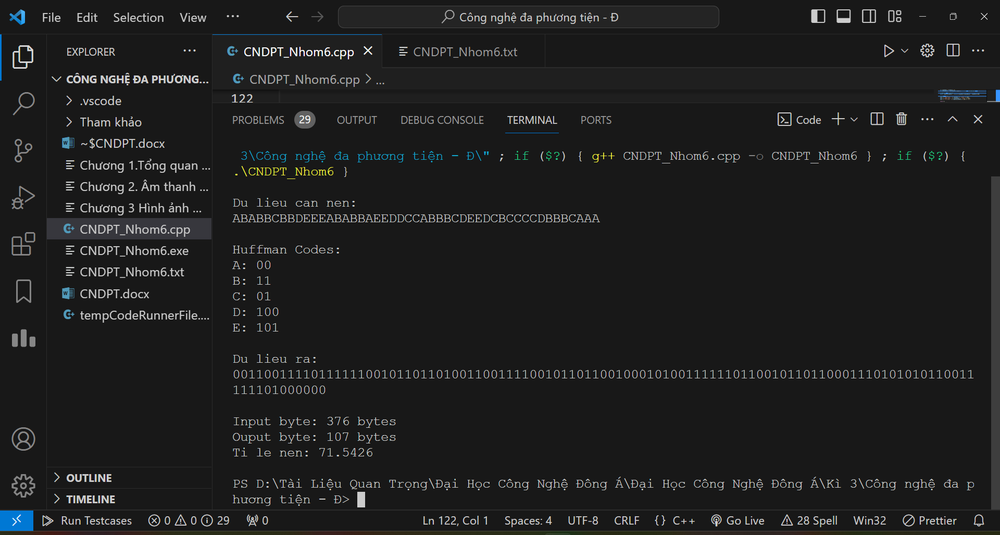 File Edit Selection View ... Công nghệ đa phương tiện - Đ
EXPLORER ...
CÔNG NGHỆ ĐA PHƯƠNG...
.vscode
Tham khảo
~$CNDPT.docx
Chương 1.Tổng quan ...
Chương 2. Âm thanh ...
Chương 3 Hình ảnh ...
CNDPT_Nhom6.cpp
CNDPT_Nhom6.exe
CNDPT_Nhom6.txt
CNDPT.docx
tempCodeRunnerFile....
OUTLINE
TIMELINE
CNDPT_Nhom6.cpp CNDPT_Nhom6.txt
CNDPT_Nhom6.cpp > ...
122
PROBLEMS 29 OUTPUT DEBUG CONSOLE TERMINAL PORTS Code
3\Công nghệ đa phương tiện - Đ\" ; if ($?) { g++ CNDPT_Nhom6.cpp -o CNDPT_Nhom6 } ; if ($?) {
.\CNDPT_Nhom6 }
Du lieu can nen:
ABABBCBBDEEEABABBAEEDDCCABBBCDEEDCBCCCCDBBBCAAA
Huffman Codes:
A: 00
B: 11
C: 01
D: 100
E: 101
Du lieu ra:
00110011110111111001011011010011001111001011011001000101001111110110010110110001110101010110011
111101000000
Input byte: 376 bytes
Ouput byte: 107 bytes
Ti le nen: 71.5426
PS D:\Tài Liệu Quan Trọng\Đại Học Công Nghệ Đông Á\Đại Học Công Nghệ Đông Á\Kì 3\Công nghệ đa p
hương tiện - Đ>
Run Testcases 0 0 29 0 Ln 122, Col 1 Spaces: 4 UTF-8 CRLF {} C++ Go Live 28 Spell Win32 Prettier